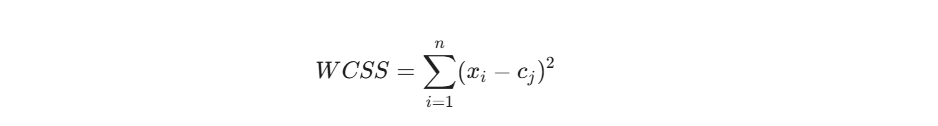 WCSS = \sum_{i=1}^{n} (x_i - c_j)^2